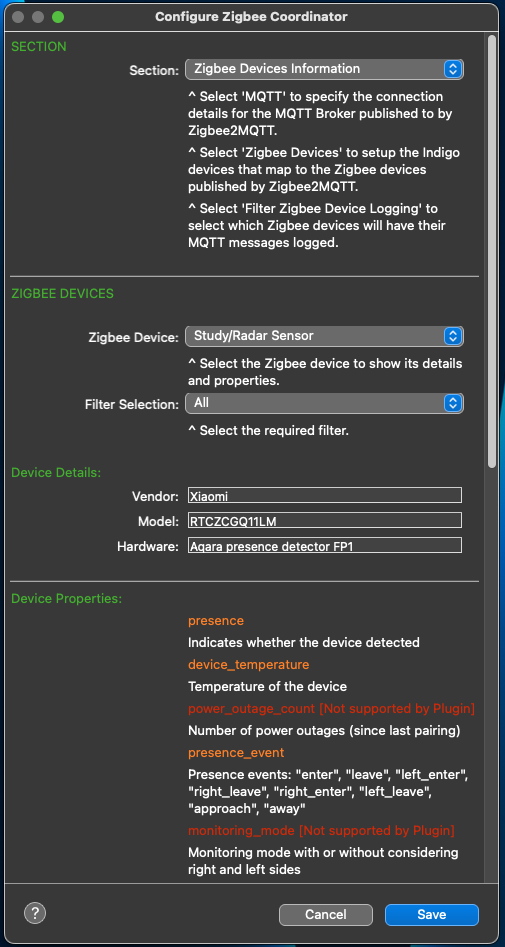 Configure Zigbee Coordinator
SECTION
Section: Zigbee Devices Information
^ Select 'MQTT' to specify the connection
details for the MQTT Broker published to by
Zigbee2MQTT.
^ Select 'Zigbee Devices' to setup the Indigo
devices that map to the Zigbee devices
published by Zigbee2MQTT.
^ Select 'Filter Zigbee Device Logging' to
select which Zigbee devices will have their
MQTT messages logged.
ZIGBEE DEVICES
Zigbee Device: Study/Radar Sensor
^ Select the Zigbee device to show its details
and properties.
Filter Selection: All
^ Select the required filter.
Device Details:
Vendor: Xiaomi
Model: RTCZCGQ11LM
Hardware: Aqara presence detector FP1
Device Properties:
presence
Indicates whether the device detected
device_temperature
Temperature of the device
power_outage_count [Not supported by Plugin]
Number of power outages (since last pairing)
presence_event
Presence events: "enter", "leave", "left_enter",
"right_leave", "right_enter", "left_leave",
"approach", "away"
monitoring_mode [Not supported by Plugin]
Monitoring mode with or without considering
right and left sides
? Cancel Save